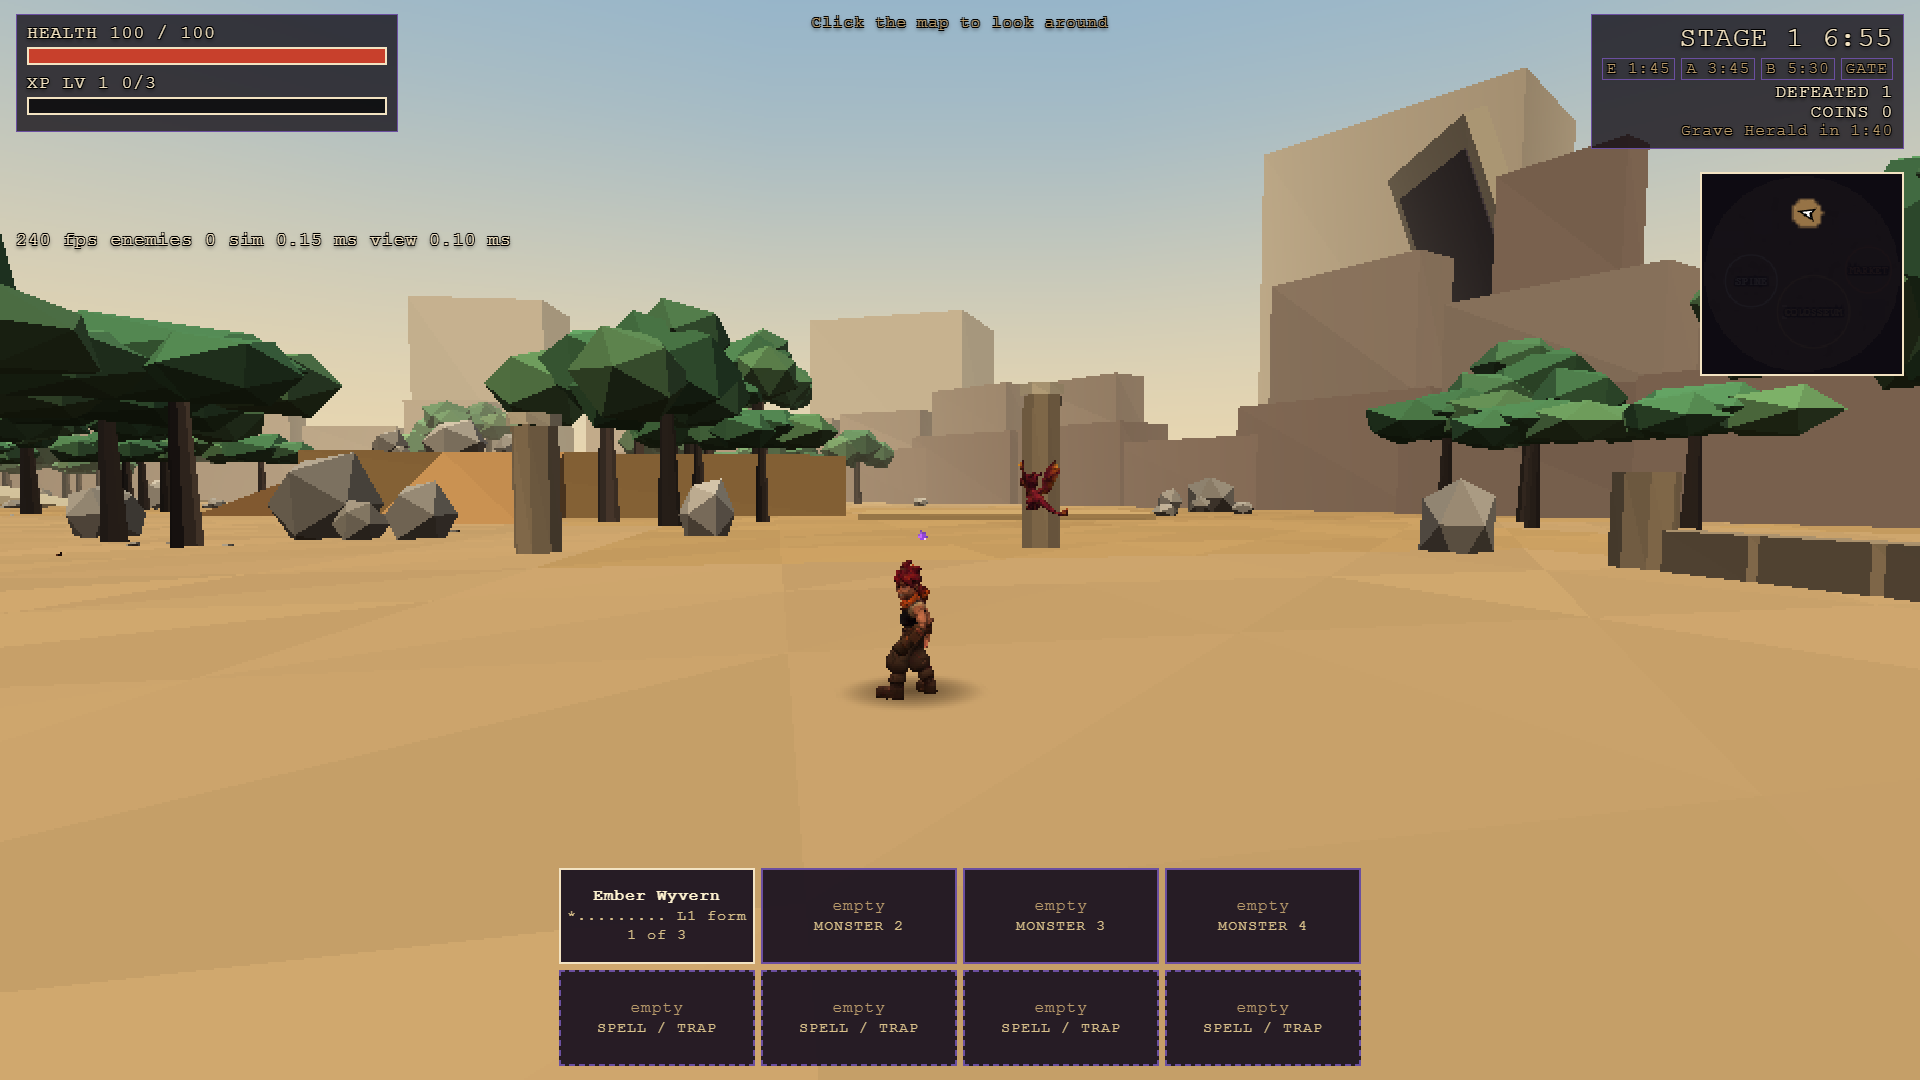 HEALTH 100 / 100
XP LV 1 0/3
Click the map to look around
STAGE 1 6:55
E 1:45 A 3:45 B 5:30 GATE
DEFEATED 1
COINS 0
Grave Herald in 1:40
240 fps enemies 0 sim 0.15 ms view 0.10 ms
Ember Wyvern
*......... L1 form
1 of 3
empty
MONSTER 2
empty
MONSTER 3
empty
MONSTER 4
empty
SPELL / TRAP
empty
SPELL / TRAP
empty
SPELL / TRAP
empty
SPELL / TRAP